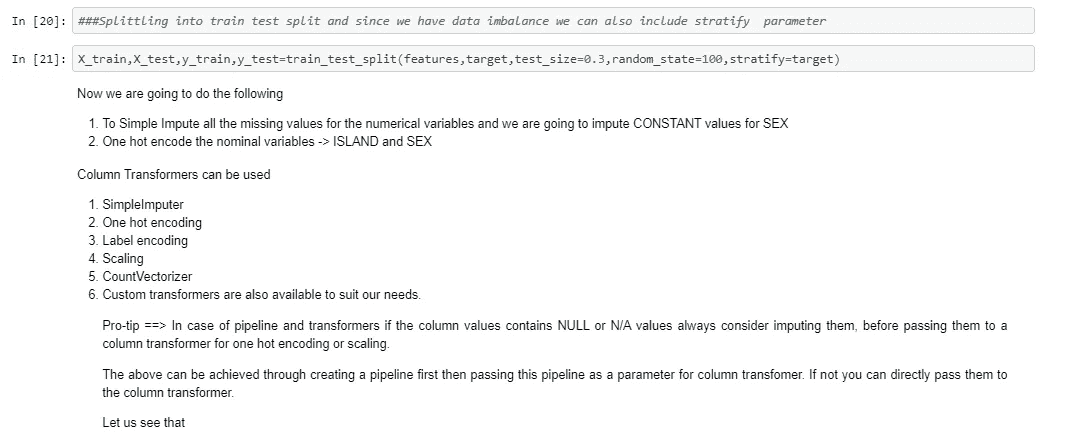 In [20]: ###Splittling into train test split and since we have data imbalance we can also include stratify  parameter
In [21]: X_train,X_test,y_train,y_test=train_test_split(features,target,test_size=0.3,random_state=100,stratify=target)
Now we are going to do the following
1. To Simple Impute all the missing values for the numerical variables and we are going to impute CONSTANT values for SEX
2. One hot encode the nominal variables -> ISLAND and SEX
Column Transformers can be used
1. SimpleImputer
2. One hot encoding
3. Label encoding
4. Scaling
5. CountVectorizer
6. Custom transformers are also available to suit our needs.
Pro-tip ==> In case of pipeline and transformers if the column values contains NULL or N/A values always consider imputing them, before passing them to a
column transformer for one hot encoding or scaling.
The above can be achieved through creating a pipeline first then passing this pipeline as a parameter for column transfomer. If not you can directly pass them to
the column transformer.
Let us see that